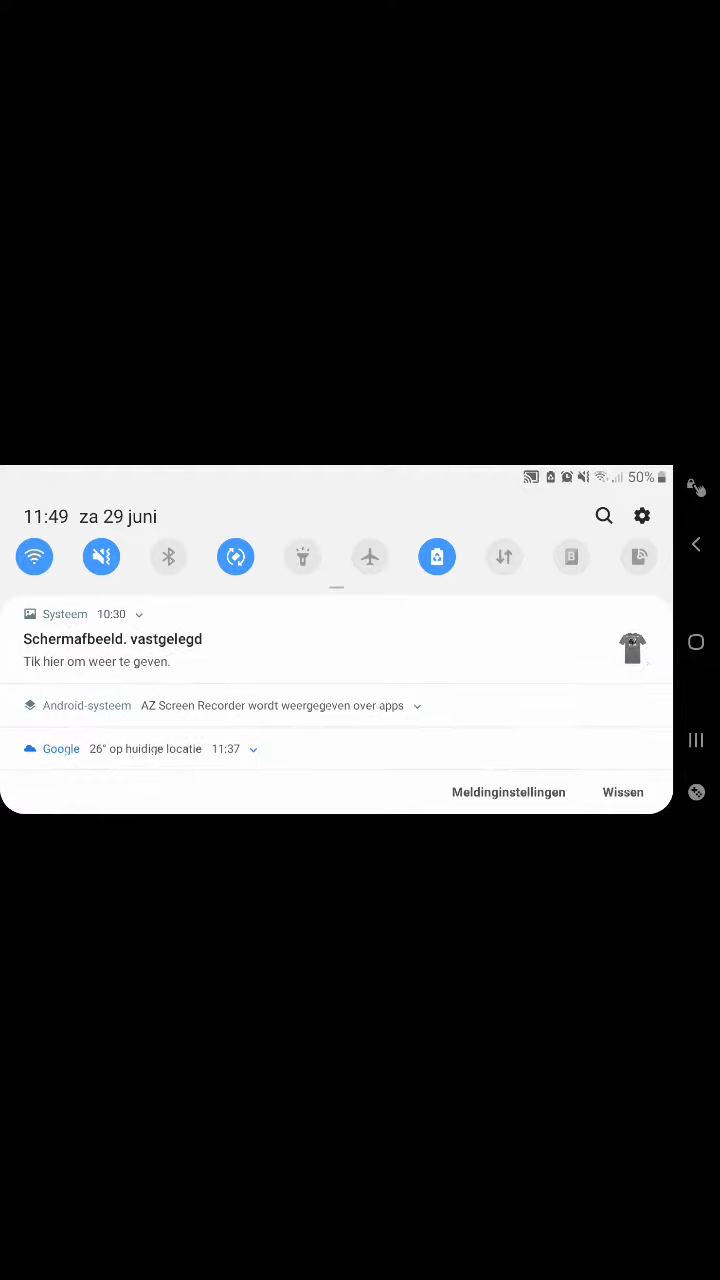 50%
11:49 za 29 juni
Systeem 10:30
Schermafbeeld. vastgelegd
Tik hier om weer te geven.
Android-systeem AZ Screen Recorder wordt weergegeven over apps
Google 26° op huidige locatie 11:37
Meldinginstellingen Wissen